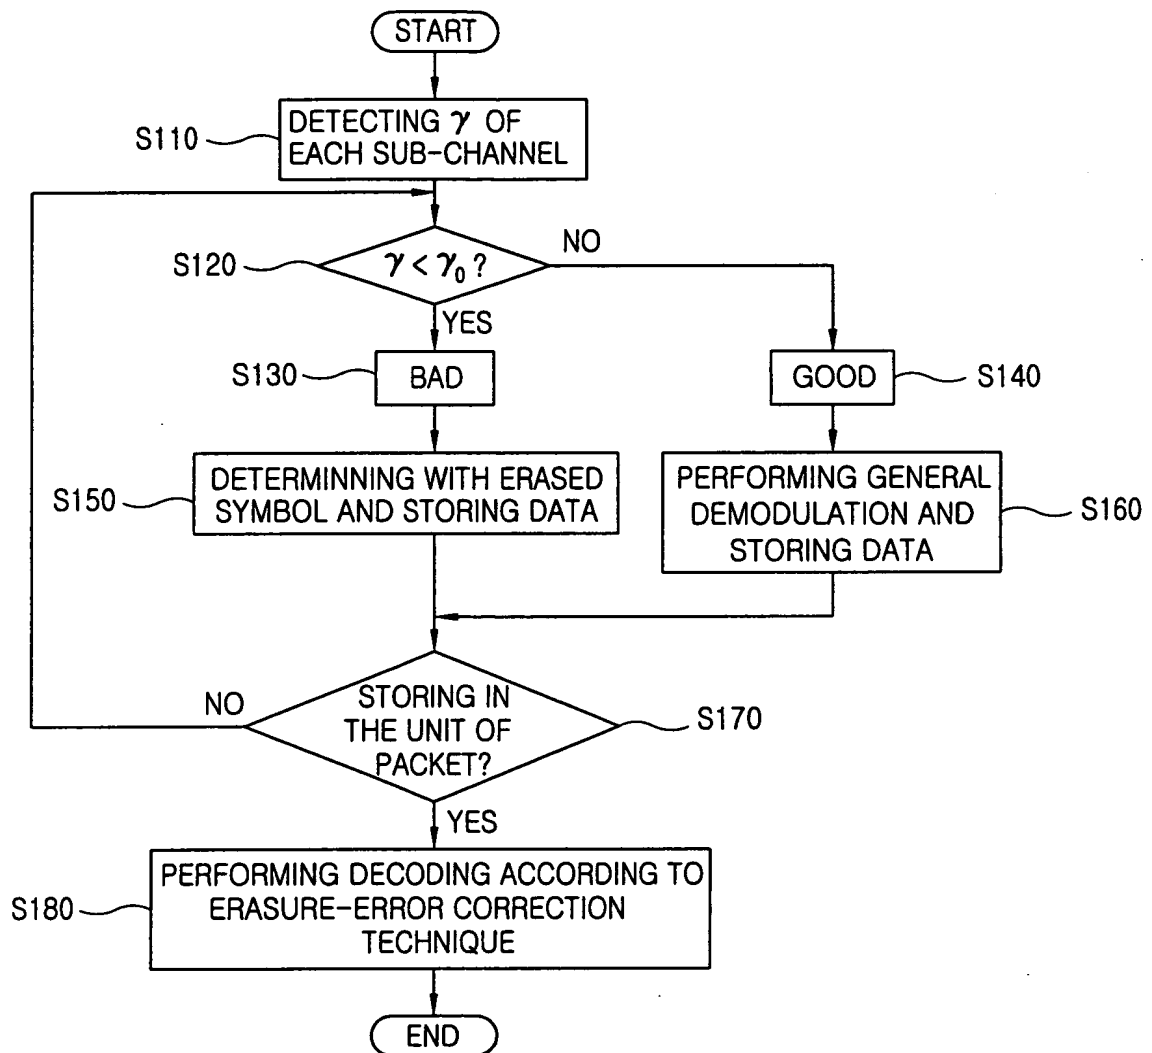 START
S110
DETECTING γ OF
EACH SUB-CHANNEL
S120
γ < γ₀ ?
NO
YES
S130
BAD
GOOD
S140
S150
DETERMINNING WITH ERASED
SYMBOL AND STORING DATA
PERFORMING GENERAL
DEMODULATION AND
STORING DATA
S160
NO
STORING IN
THE UNIT OF
PACKET?
S170
YES
S180
PERFORMING DECODING ACCORDING TO
ERASURE-ERROR CORRECTION
TECHNIQUE
END